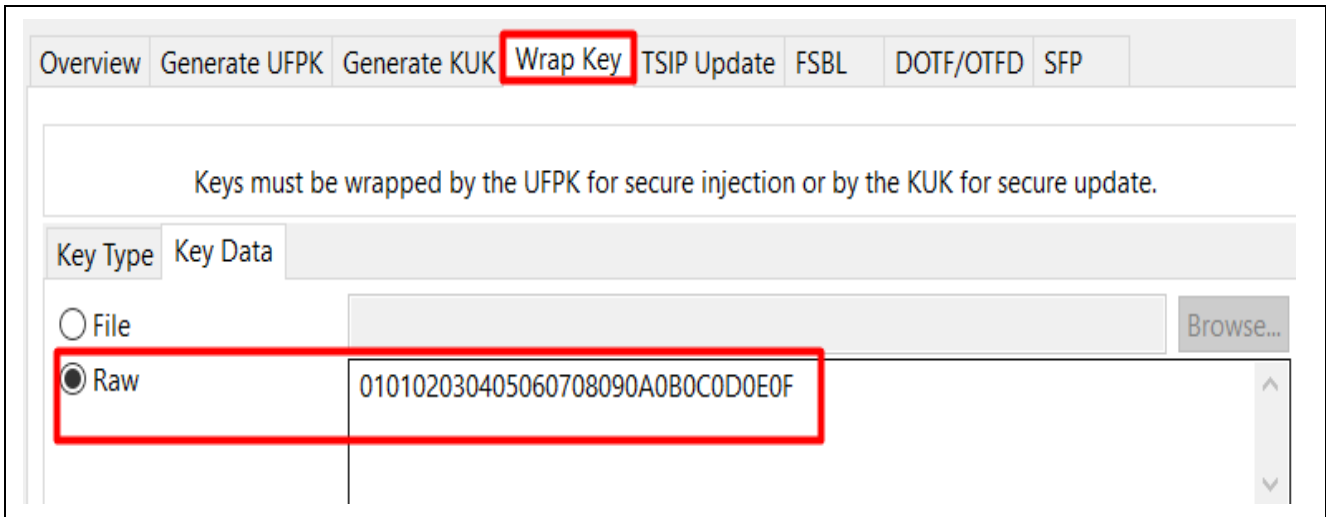 Overview Generate UFPK Generate KUK Wrap Key TSIP Update FSBL DOTF/OTFD SFP
Keys must be wrapped by the UFPK for secure injection or by the KUK for secure update.
Key Type Key Data
File Browse...
Raw 010102030405060708090A0B0C0D0E0F